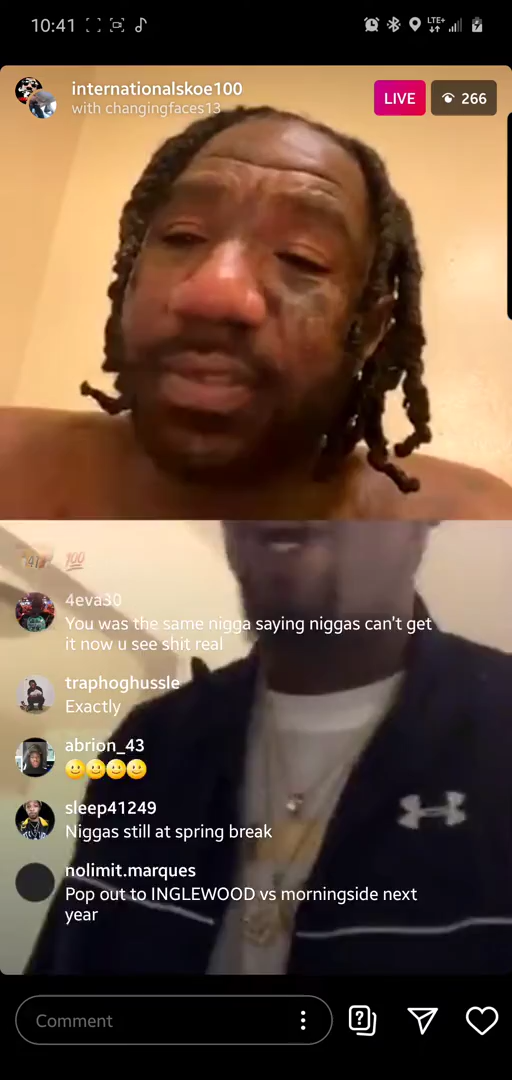 10:41
LTE+
internationalskoe100
with changingfaces13
LIVE
266
💯
4eva30
You was the same nigga saying niggas can't get
it now u see shit real
traphoghussle
Exactly
abrion_43
🙂🙂🙂🙂
sleep41249
Niggas still at spring break
nolimit.marques
Pop out to INGLEWOOD vs morningside next
year
Comment